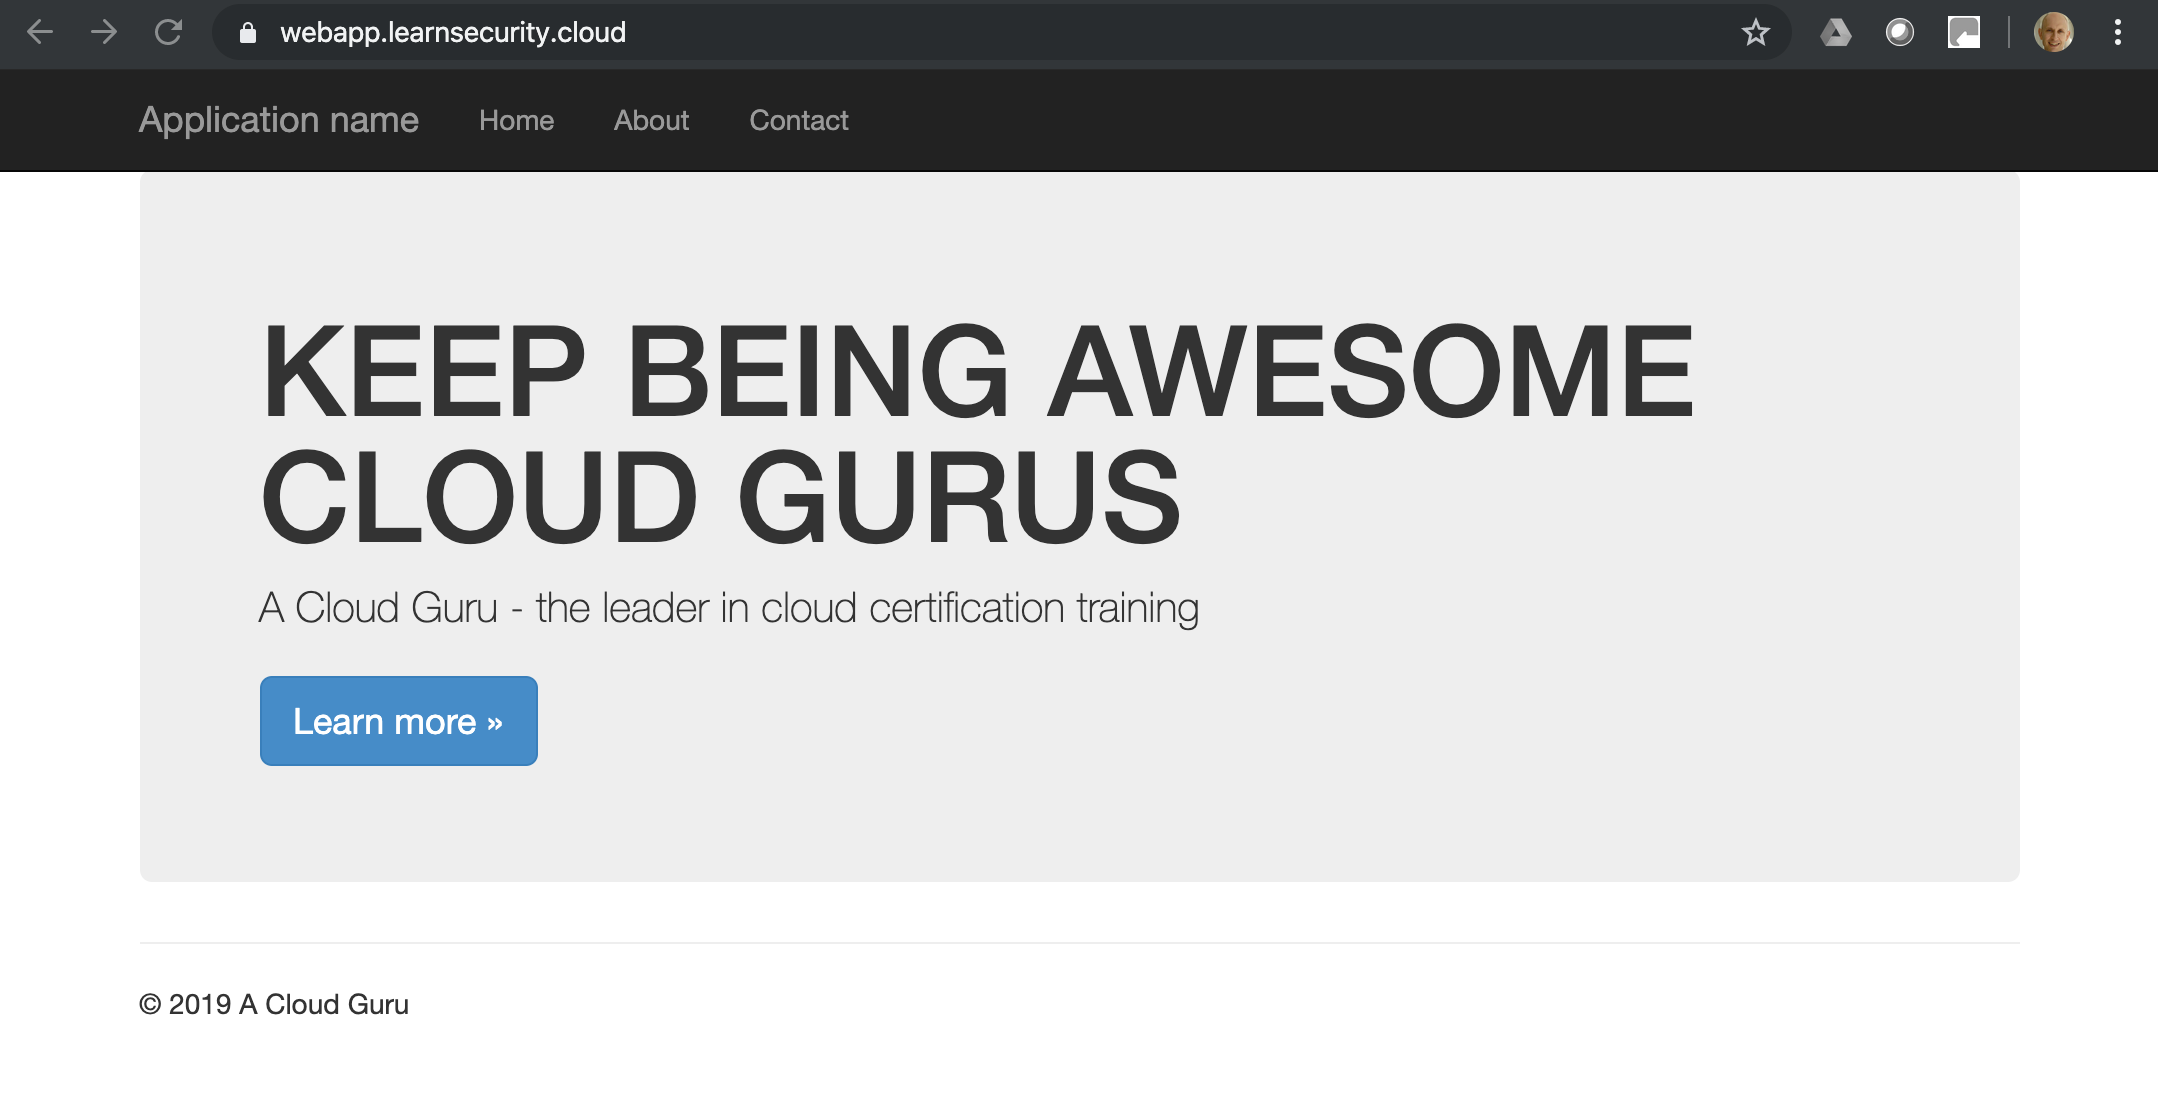 webapp.learnsecurity.cloud
Application name Home About Contact
KEEP BEING AWESOME
CLOUD GURUS
A Cloud Guru - the leader in cloud certification training
Learn more »
© 2019 A Cloud Guru